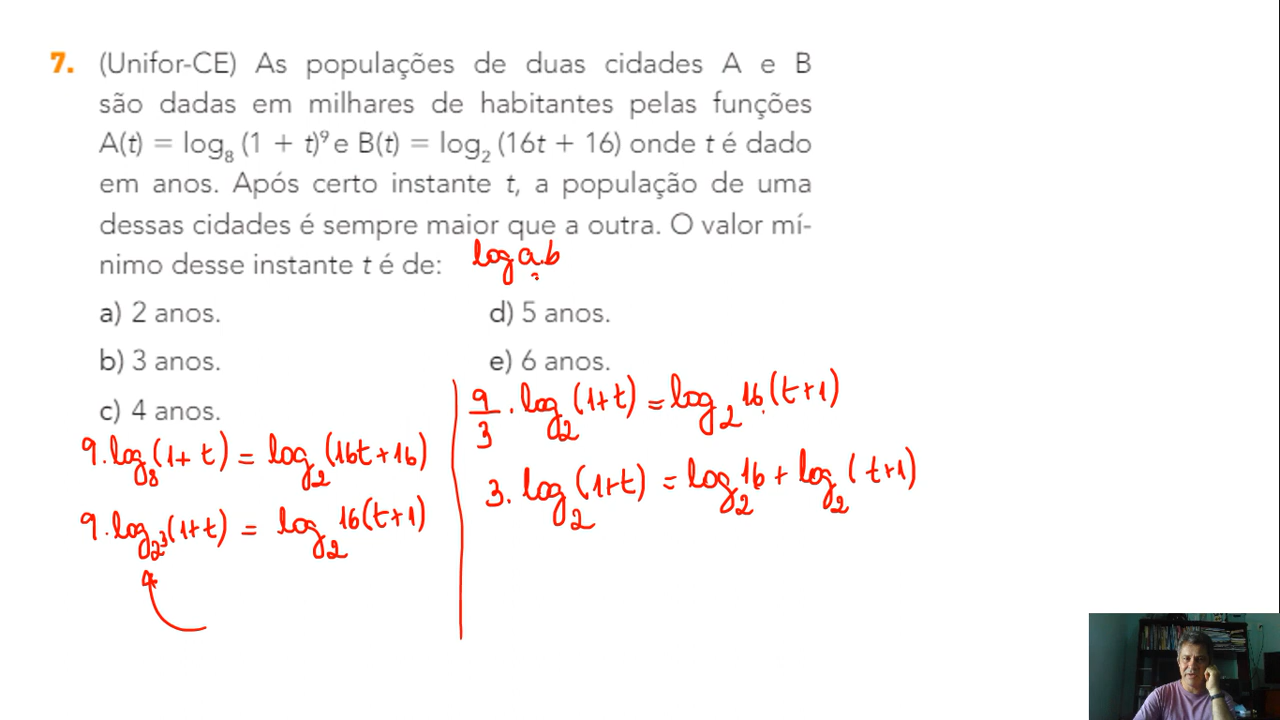 7. (Unifor-CE) As populações de duas cidades A e B
são dadas em milhares de habitantes pelas funções
A(t) = log₈ (1 + t)⁹ e B(t) = log₂ (16t + 16) onde t é dado
em anos. Após certo instante t, a população de uma
dessas cidades é sempre maior que a outra. O valor mí-
nimo desse instante t é de:
log a.b
a) 2 anos.
b) 3 anos.
c) 4 anos.
d) 5 anos.
e) 6 anos.
9.log₈(1+t) = log₂(16t+16)
9.log₂³(1+t) = log₂ 16(t+1)
9/3 . log₂(1+t) = log₂ 16(t+1)
3. log₂(1+t) = log₂ 16 + log₂(t+1)